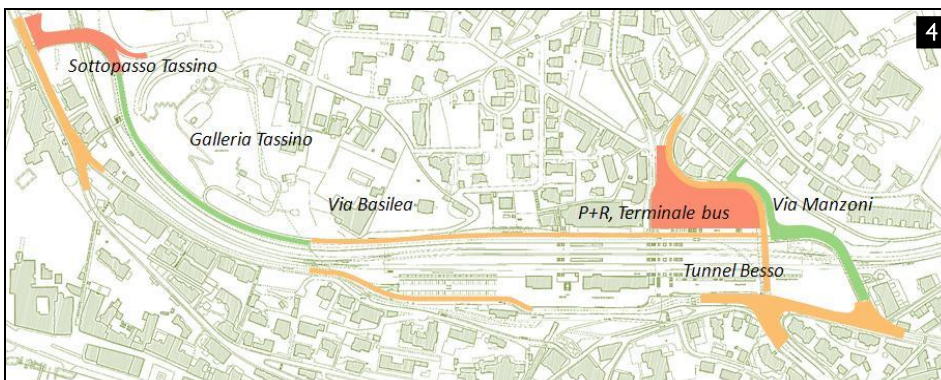 4
Sottopasso Tassino
Galleria Tassino
Via Basilea
P+R, Terminale bus
Via Manzoni
Tunnel Besso